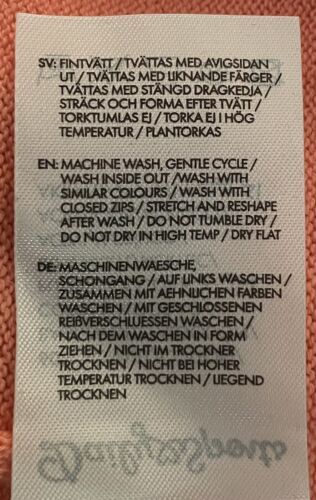 SV: FINTVÄTT / TVÄTTAS MED AVIGSIDAN
UT / TVÄTTAS MED LIKNANDE FÄRGER /
TVÄTTAS MED STÄNGD DRAGKEDJA /
STRÄCK OCH FORMA EFTER TVÄTT /
TORKTUMLAS EJ / TORKA EJ I HÖG
TEMPERATUR / PLANTORKAS
EN: MACHINE WASH, GENTLE CYCLE /
WASH INSIDE OUT / WASH WITH
SIMILAR COLOURS / WASH WITH
CLOSED ZIPS / STRETCH AND RESHAPE
AFTER WASH / DO NOT TUMBLE DRY /
DO NOT DRY IN HIGH TEMP / DRY FLAT
DE: MASCHINENWAESCHE,
SCHONGANG / AUF LINKS WASCHEN /
ZUSAMMEN MIT AEHNLICHEN FARBEN
WASCHEN / MIT GESCHLOSSENEN
REIßVERSCHLUESSEN WASCHEN /
NACH DEM WASCHEN IN FORM
ZIEHEN / NICHT IM TROCKNER
TROCKNEN / NICHT BEI HOHER
TEMPERATUR TROCKNEN / LIEGEND
TROCKNEN